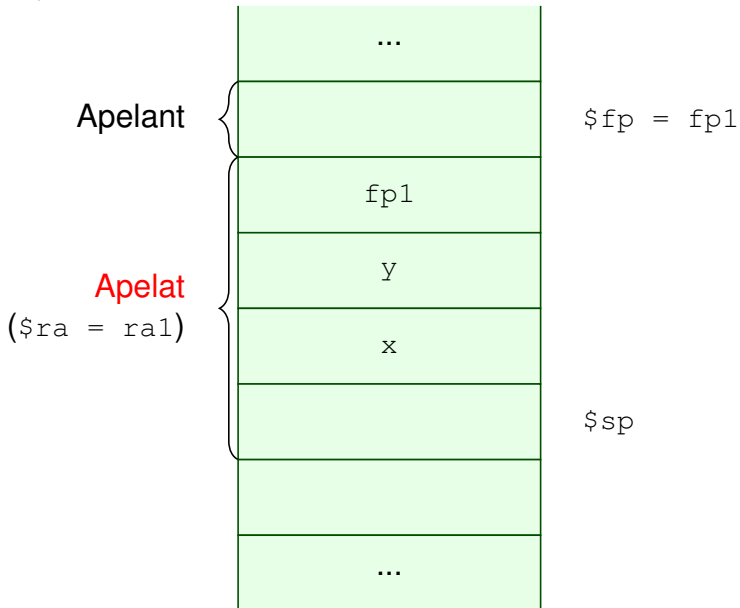 ...
Apelant
$fp = fp1
fp1
y
Apelat
($ra = ra1)
x
$sp
...